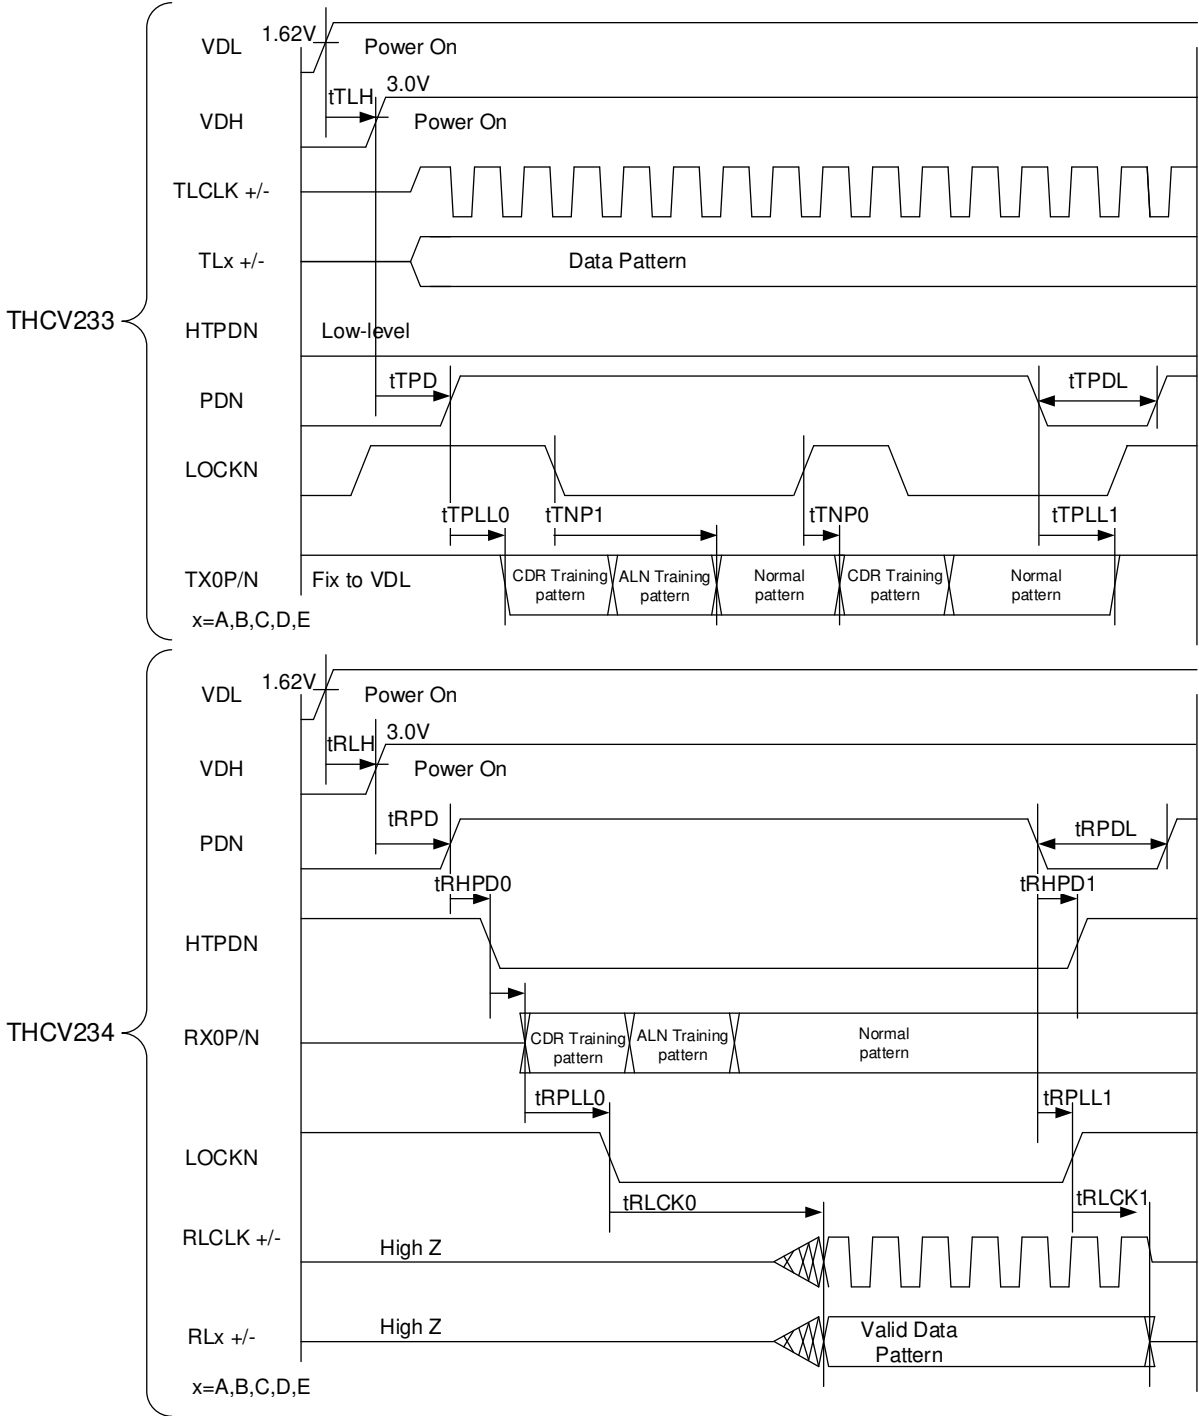 THCV233
VDL
1.62V
Power On
tTLH
3.0V
VDH
Power On
TLCLK +/-
TLx +/-
Data Pattern
HTPDN
Low-level
tTPD
tTPDL
PDN
LOCKN
tTPLL0
tTNP1
tTNP0
tTPLL1
TX0P/N
Fix to VDL
CDR Training
pattern
ALN Training
pattern
Normal
pattern
CDR Training
pattern
Normal
pattern
x=A,B,C,D,E
THCV234
VDL
1.62V
Power On
tRLH
3.0V
VDH
Power On
tRPD
tRPDL
PDN
tRHPD0
tRHPD1
HTPDN
RX0P/N
CDR Training
pattern
ALN Training
pattern
Normal
pattern
tRPLL0
tRPLL1
LOCKN
tRLCK0
tRLCK1
RLCLK +/-
High Z
RLx +/-
High Z
Valid Data
Pattern
x=A,B,C,D,E